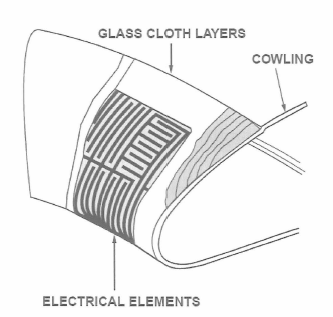 GLASS CLOTH LAYERS
COWLING
ELECTRICAL ELEMENTS